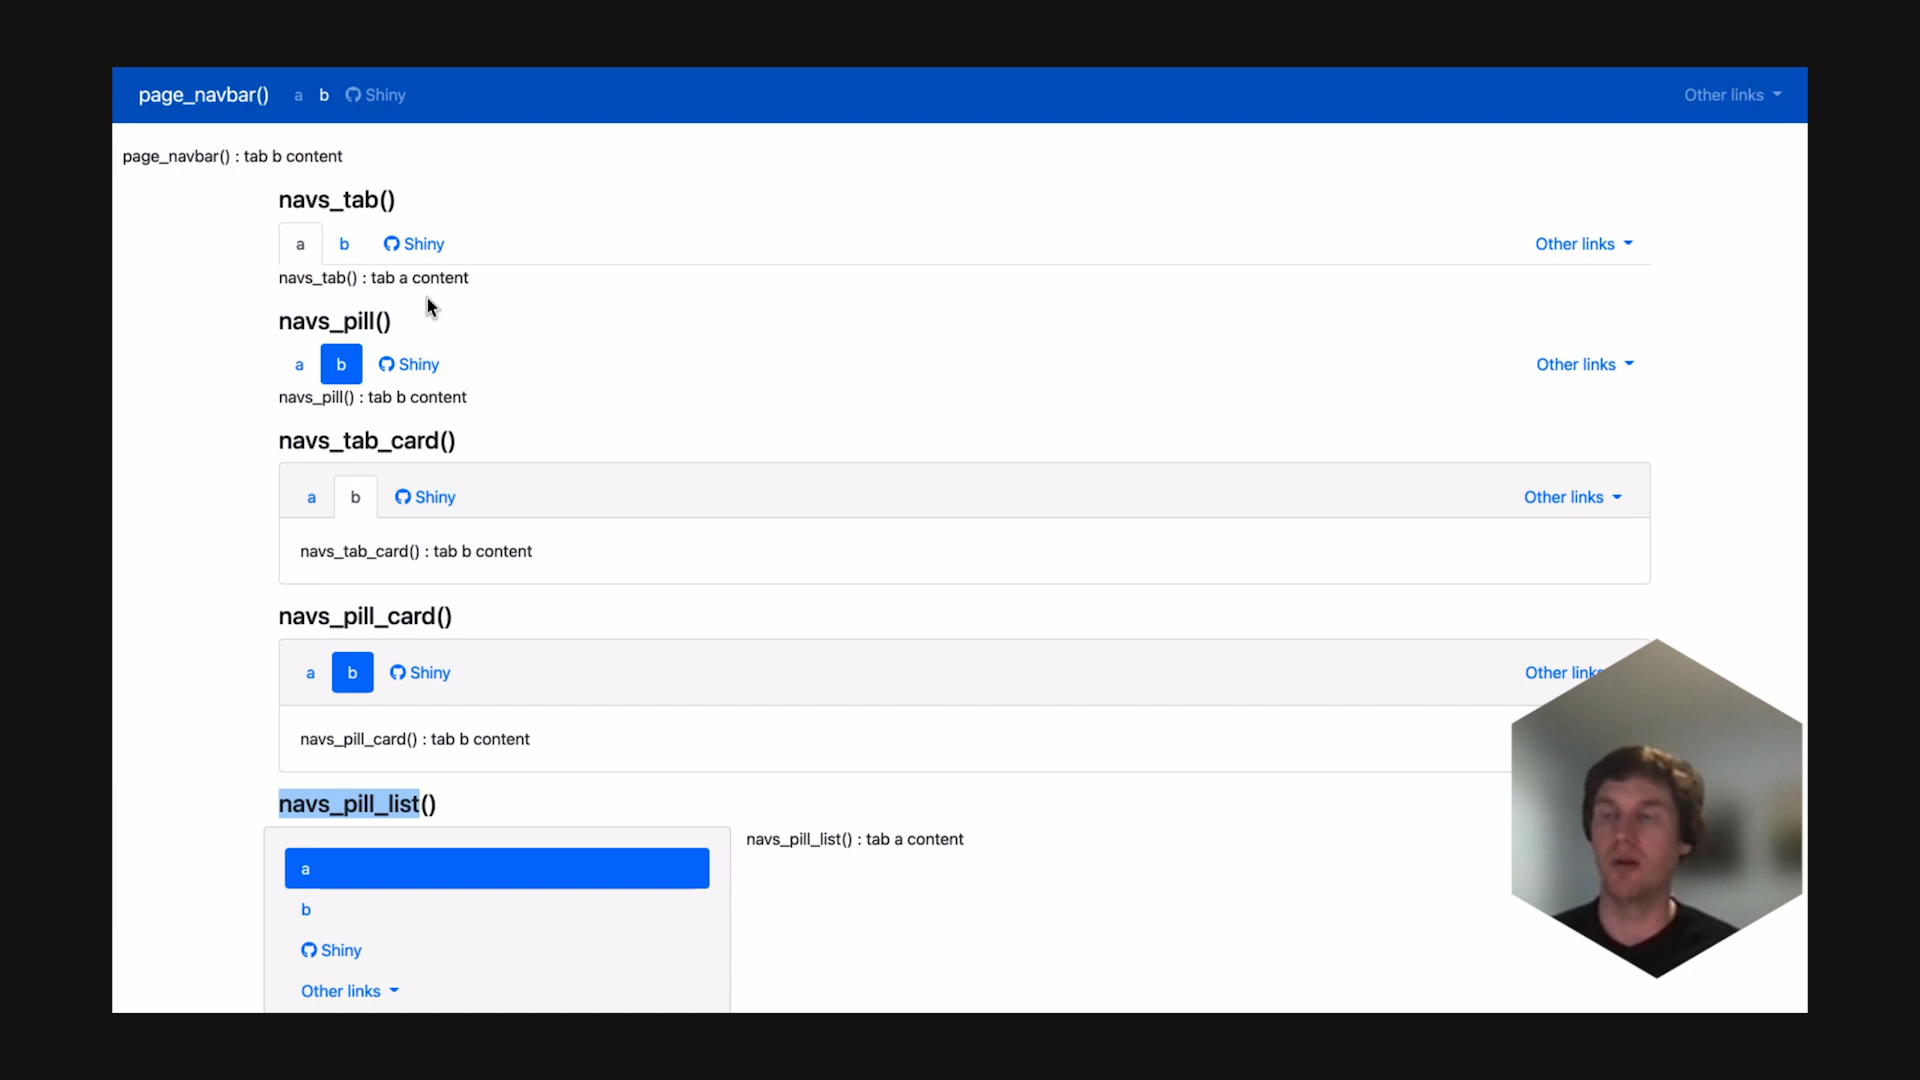 page_navbar() a b Shiny Other links
page_navbar() : tab b content
navs_tab()
a b Shiny Other links
navs_tab() : tab a content
navs_pill()
a b Shiny Other links
navs_pill() : tab b content
navs_tab_card()
a b Shiny Other links
navs_tab_card() : tab b content
navs_pill_card()
a b Shiny Other links
navs_pill_card() : tab b content
navs_pill_list()
navs_pill_list() : tab a content
a
b
Shiny
Other links